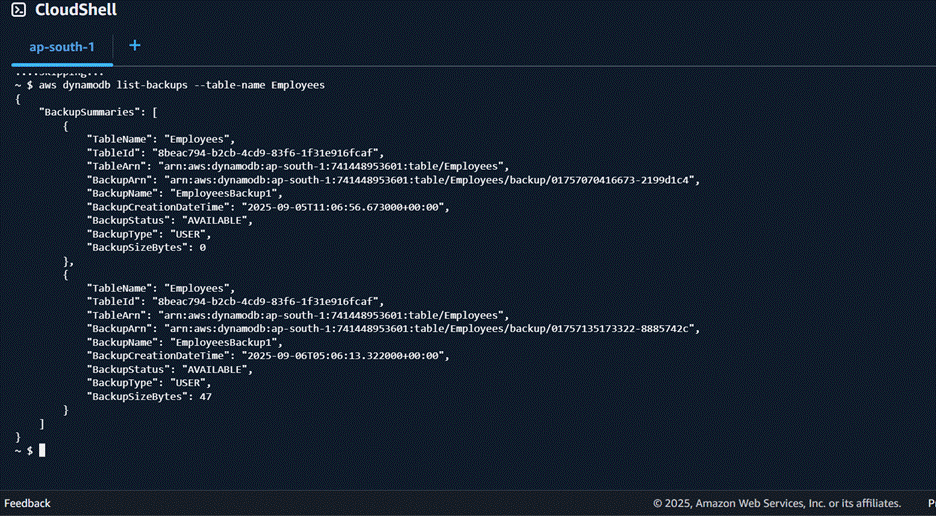 CloudShell
ap-south-1 +
....skipping...
~ $ aws dynamodb list-backups --table-name Employees
{
    "BackupSummaries": [
        {
            "TableName": "Employees",
            "TableId": "8beac794-b2cb-4cd9-83f6-1f31e916fcaf",
            "TableArn": "arn:aws:dynamodb:ap-south-1:741448953601:table/Employees",
            "BackupArn": "arn:aws:dynamodb:ap-south-1:741448953601:table/Employees/backup/01757070416673-2199d1c4",
            "BackupName": "EmployeesBackup1",
            "BackupCreationDateTime": "2025-09-05T11:06:56.673000+00:00",
            "BackupStatus": "AVAILABLE",
            "BackupType": "USER",
            "BackupSizeBytes": 0
        },
        {
            "TableName": "Employees",
            "TableId": "8beac794-b2cb-4cd9-83f6-1f31e916fcaf",
            "TableArn": "arn:aws:dynamodb:ap-south-1:741448953601:table/Employees",
            "BackupArn": "arn:aws:dynamodb:ap-south-1:741448953601:table/Employees/backup/01757135173322-8885742c",
            "BackupName": "EmployeesBackup1",
            "BackupCreationDateTime": "2025-09-06T05:06:13.322000+00:00",
            "BackupStatus": "AVAILABLE",
            "BackupType": "USER",
            "BackupSizeBytes": 47
        }
    ]
}
~ $
Feedback © 2025, Amazon Web Services, Inc. or its affiliates.